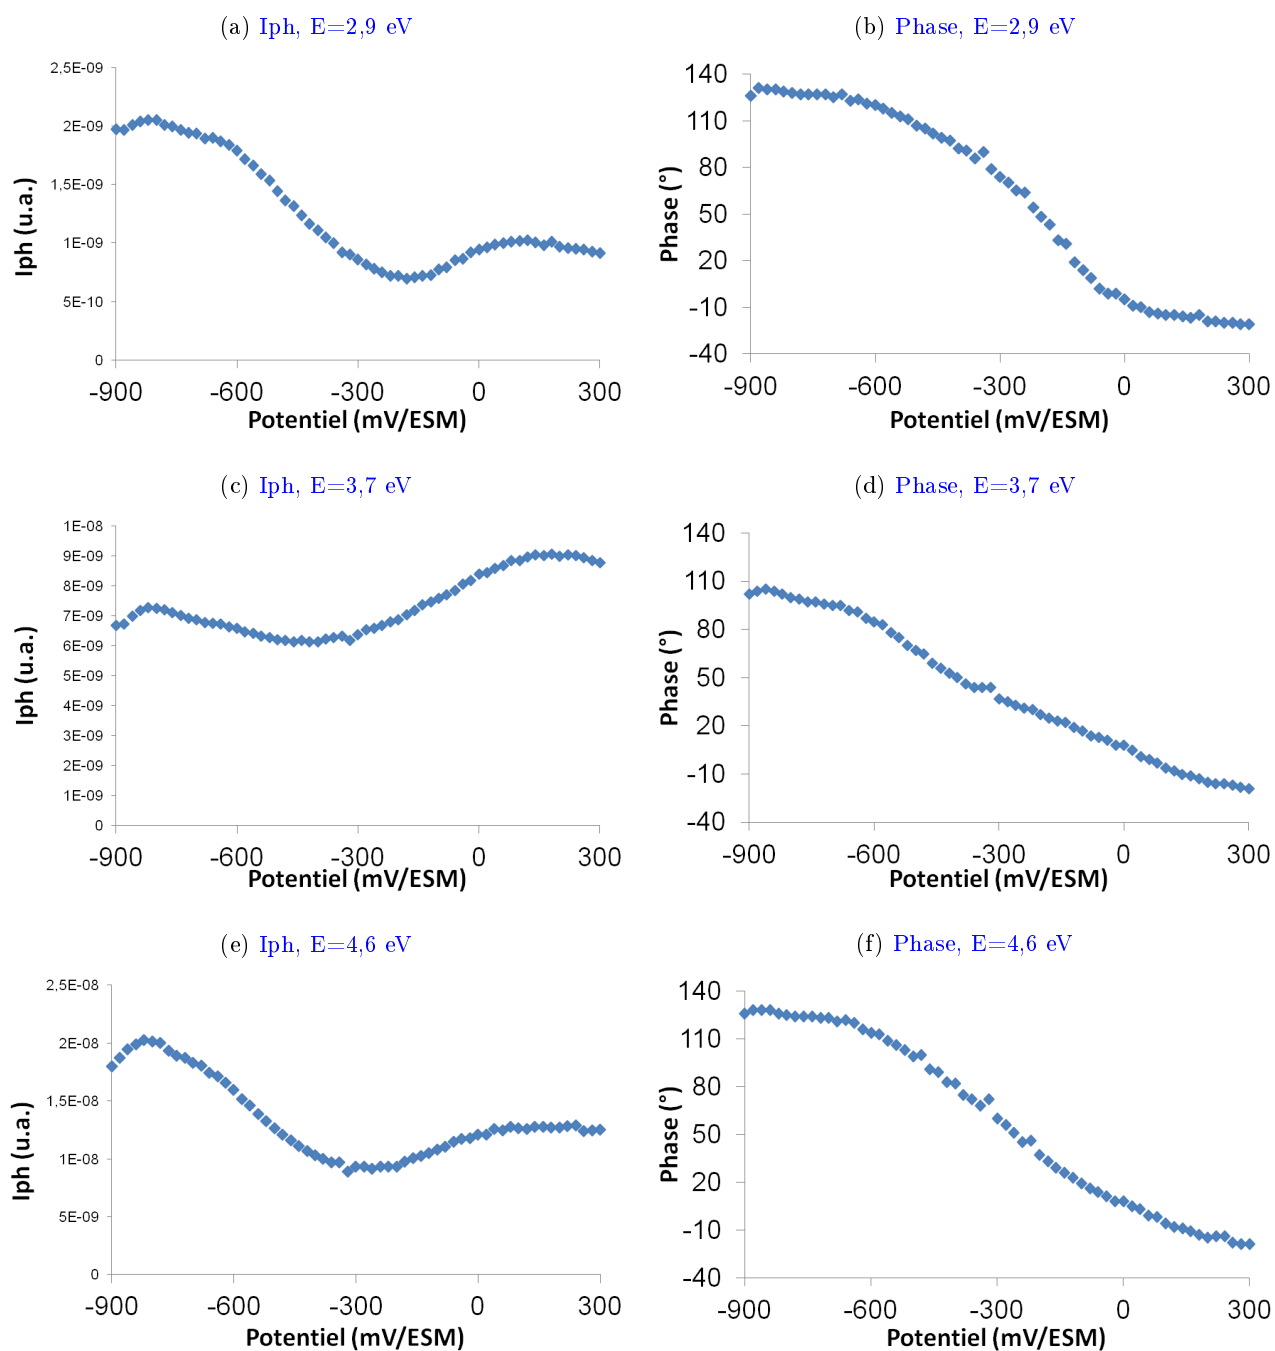 (a) Iph, E=2,9 eV
2,5E-09
2E-09
1,5E-09
1E-09
5E-10
0
Iph (u.a.)
-900 -600 -300 0 300
Potentiel (mV/ESM)
(b) Phase, E=2,9 eV
140
110
80
50
20
-10
-40
Phase (°)
-900 -600 -300 0 300
Potentiel (mV/ESM)
(c) Iph, E=3,7 eV
1E-08
9E-09
8E-09
7E-09
6E-09
5E-09
4E-09
3E-09
2E-09
1E-09
0
Iph (u.a.)
-900 -600 -300 0 300
Potentiel (mV/ESM)
(d) Phase, E=3,7 eV
140
110
80
50
20
-10
-40
Phase (°)
-900 -600 -300 0 300
Potentiel (mV/ESM)
(e) Iph, E=4,6 eV
2,5E-08
2E-08
1,5E-08
1E-08
5E-09
0
Iph (u.a.)
-900 -600 -300 0 300
Potentiel (mV/ESM)
(f) Phase, E=4,6 eV
140
110
80
50
20
-10
-40
Phase (°)
-900 -600 -300 0 300
Potentiel (mV/ESM)